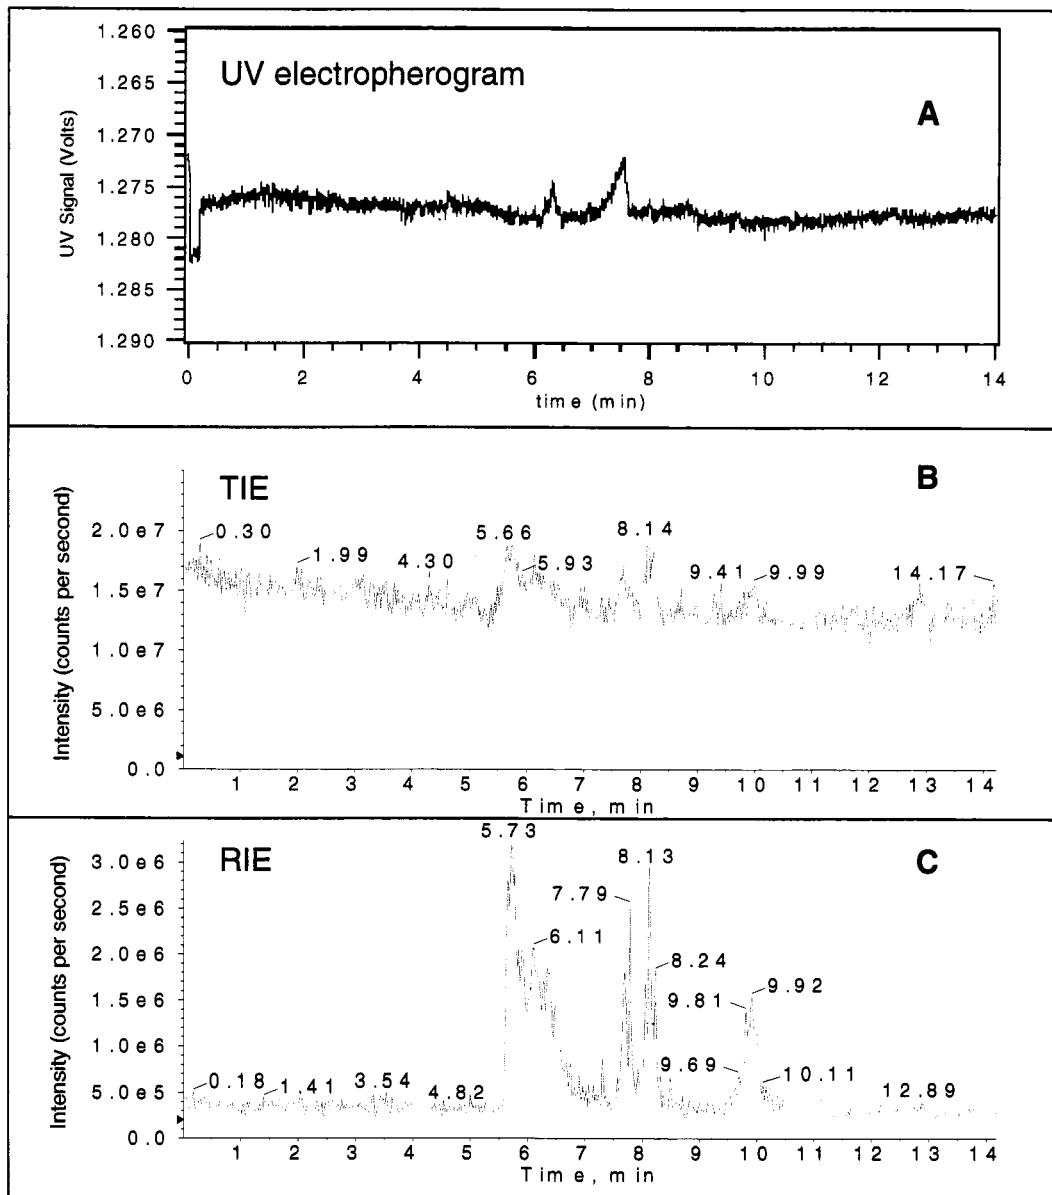 UV electropherogram
A
UV Signal (Volts)
1.260
1.265
1.270
1.275
1.280
1.285
1.290
0 2 4 6 8 10 12 14
time (min)
TIE
B
Intensity (counts per second)
2.0e7
1.5e7
1.0e7
5.0e6
0.0
0.30
1.99
4.30
5.66
5.93
8.14
9.41
9.99
14.17
1 2 3 4 5 6 7 8 9 10 11 12 13 14
Time, min
RIE
C
Intensity (counts per second)
3.0e6
2.5e6
2.0e6
1.5e6
1.0e6
5.0e5
0.0
0.18
1.41
3.54
4.82
5.73
6.11
7.79
8.13
8.24
9.69
9.81
9.92
10.11
12.89
1 2 3 4 5 6 7 8 9 10 11 12 13 14
Time, min